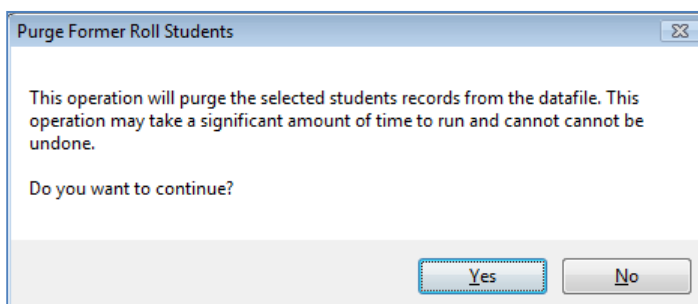 Purge Former Roll Students
This operation will purge the selected students records from the datafile. This
operation may take a significant amount of time to run and cannot cannot be
undone.
Do you want to continue?
Yes
No